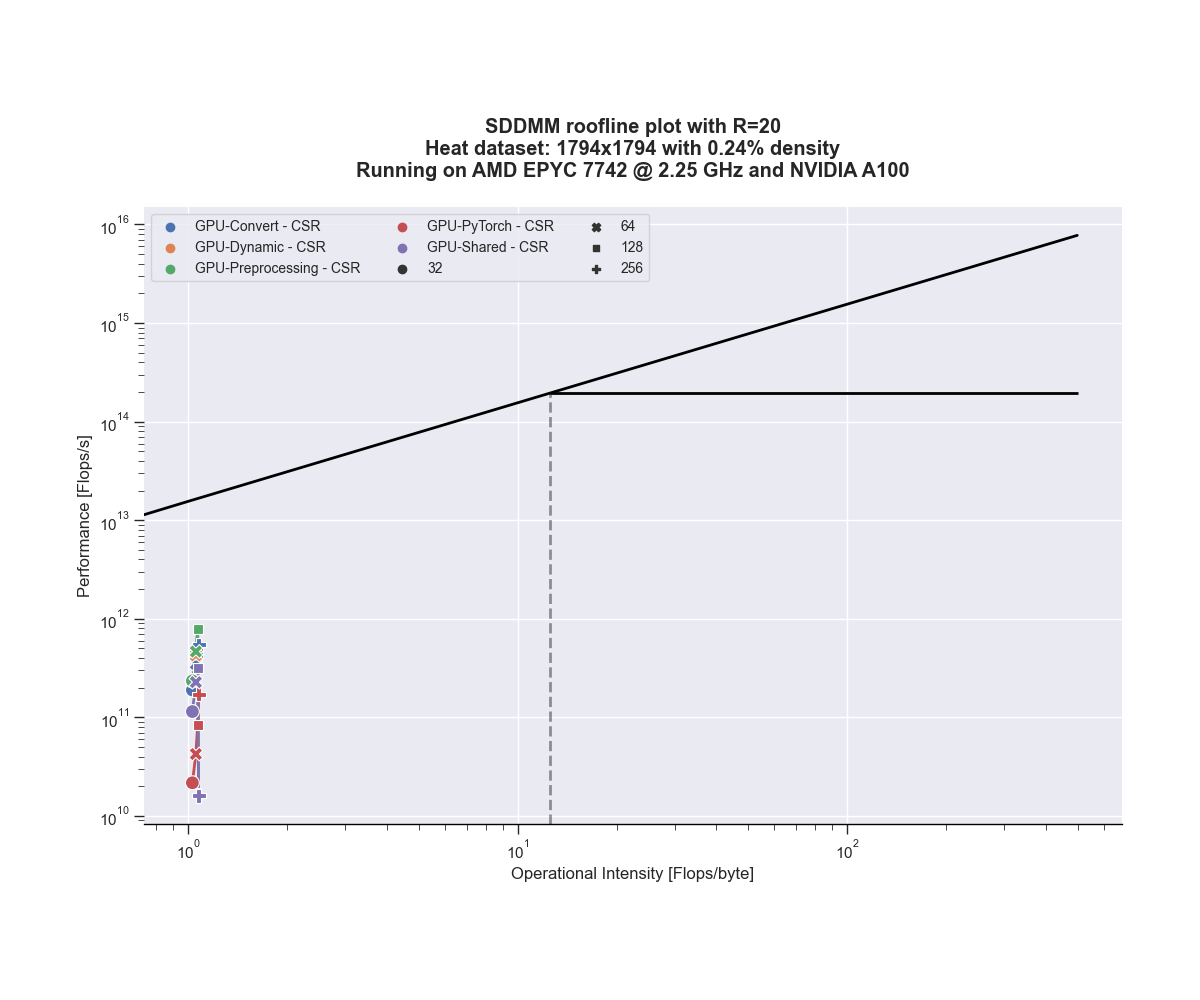 SDDMM roofline plot with R=20
Heat dataset: 1794x1794 with 0.24% density
Running on AMD EPYC 7742 @ 2.25 GHz and NVIDIA A100
GPU-Convert - CSR
GPU-Dynamic - CSR
GPU-Preprocessing - CSR
GPU-PyTorch - CSR
GPU-Shared - CSR
32
64
128
256
Performance [Flops/s]
10^16
10^15
10^14
10^13
10^12
10^11
10^10
10^0
10^1
10^2
Operational Intensity [Flops/byte]